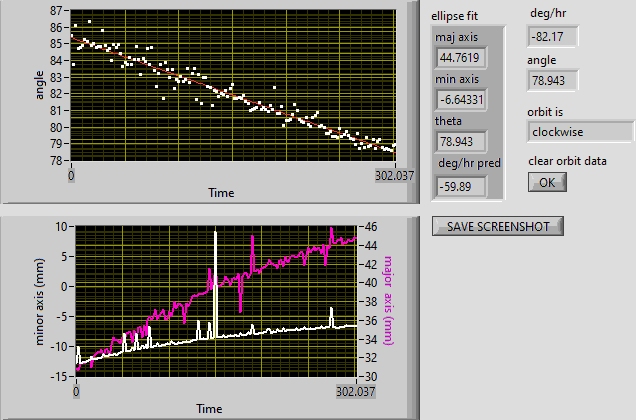 87
86
85
84
83
82
81
80
79
78
angle
0
302.037
Time
ellipse fit
maj axis
44.7619
min axis
-6.64331
theta
78.943
deg/hr pred
-59.89
deg/hr
-82.17
angle
78.943
orbit is
clockwise
clear orbit data
OK
SAVE SCREENSHOT
10
5
0
-5
-10
-15
minor axis (mm)
46
44
42
40
38
36
34
32
30
major axis (mm)
0
302.037
Time